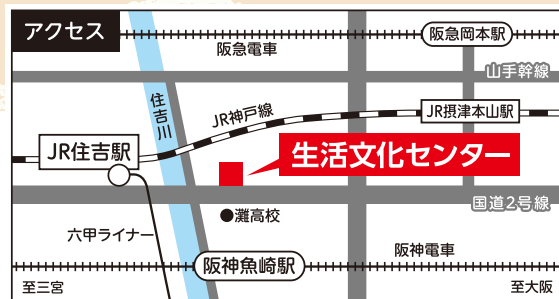 アクセス
阪急電車
阪急岡本駅
山手幹線
住吉川
JR神戸線
JR摂津本山駅
JR住吉駅
生活文化センター
国道2号線
●灘高校
六甲ライナー
阪神魚崎駅
阪神電車
至三宮
至大阪